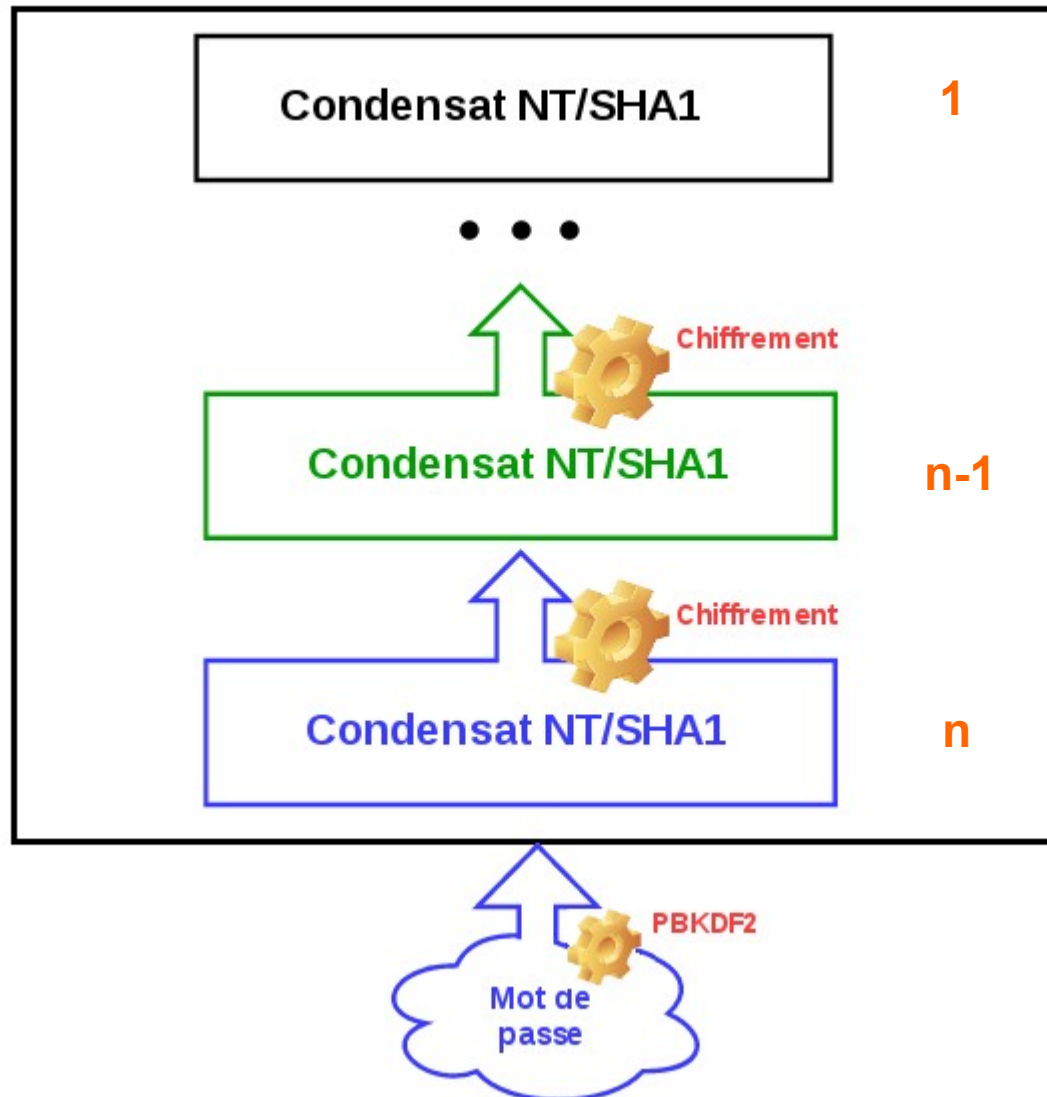 Condensat NT/SHA1
1
Chiffrement
Condensat NT/SHA1
n-1
Chiffrement
Condensat NT/SHA1
n
PBKDF2
Mot de
passe